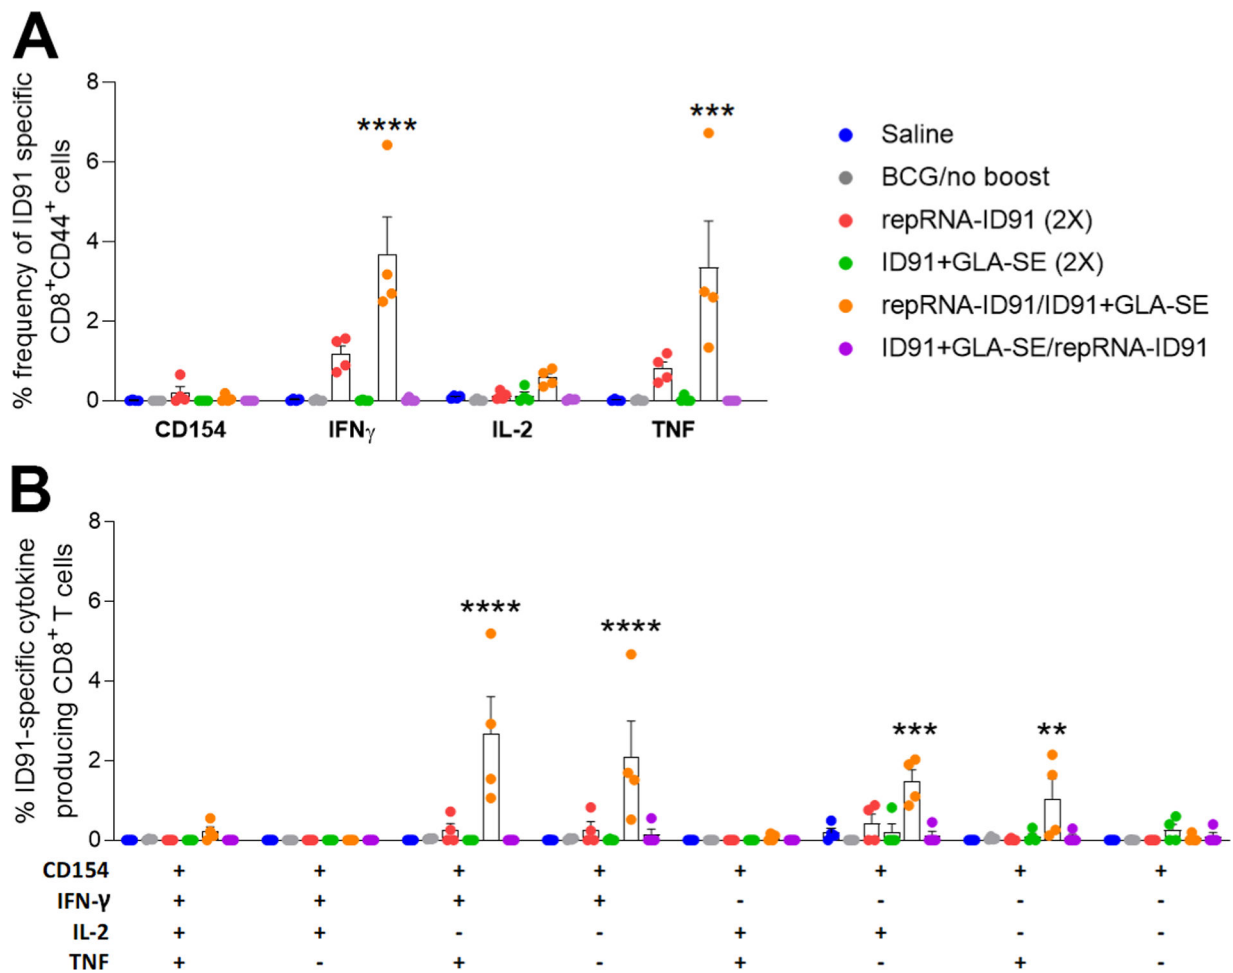 A
% frequency of ID91 specific
CD8+CD44+ cells
8
6
4
2
0
**** ***
CD154 IFNγ IL-2 TNF
Saline
BCG/no boost
repRNA-ID91 (2X)
ID91+GLA-SE (2X)
repRNA-ID91/ID91+GLA-SE
ID91+GLA-SE/repRNA-ID91
B
% ID91-specific cytokine
producing CD8+ T cells
8
6
4
2
0
**** **** *** **
CD154 + + + + + + + +
IFN-γ + + + + - - - -
IL-2 + + - - + + - -
TNF + - + - + - + -